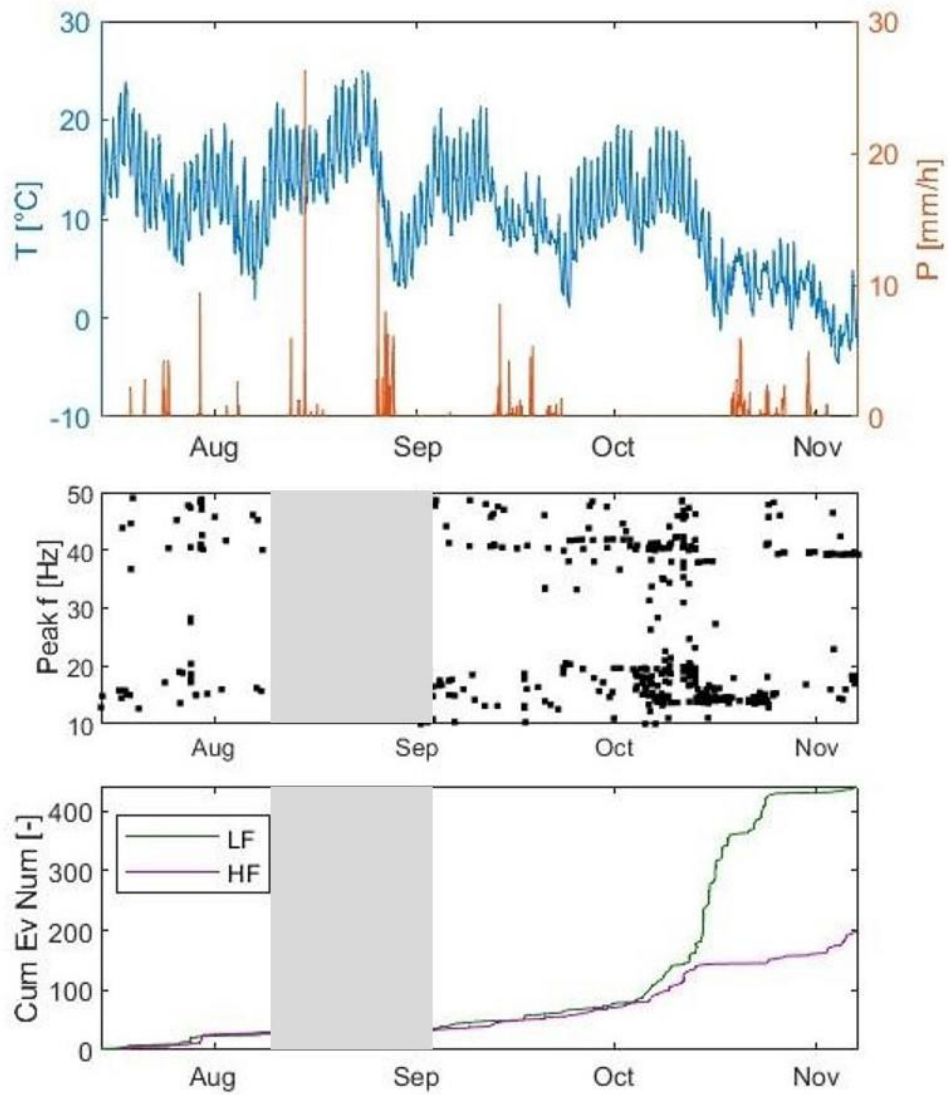 30 30
20 20
10 10
0 0
-10
T [°C]
P [mm/h]
Aug Sep Oct Nov
50
40
30
20
10
Peak f [Hz]
Aug Sep Oct Nov
400
300
200
100
0
Cum Ev Num [-]
LF
HF
Aug Sep Oct Nov